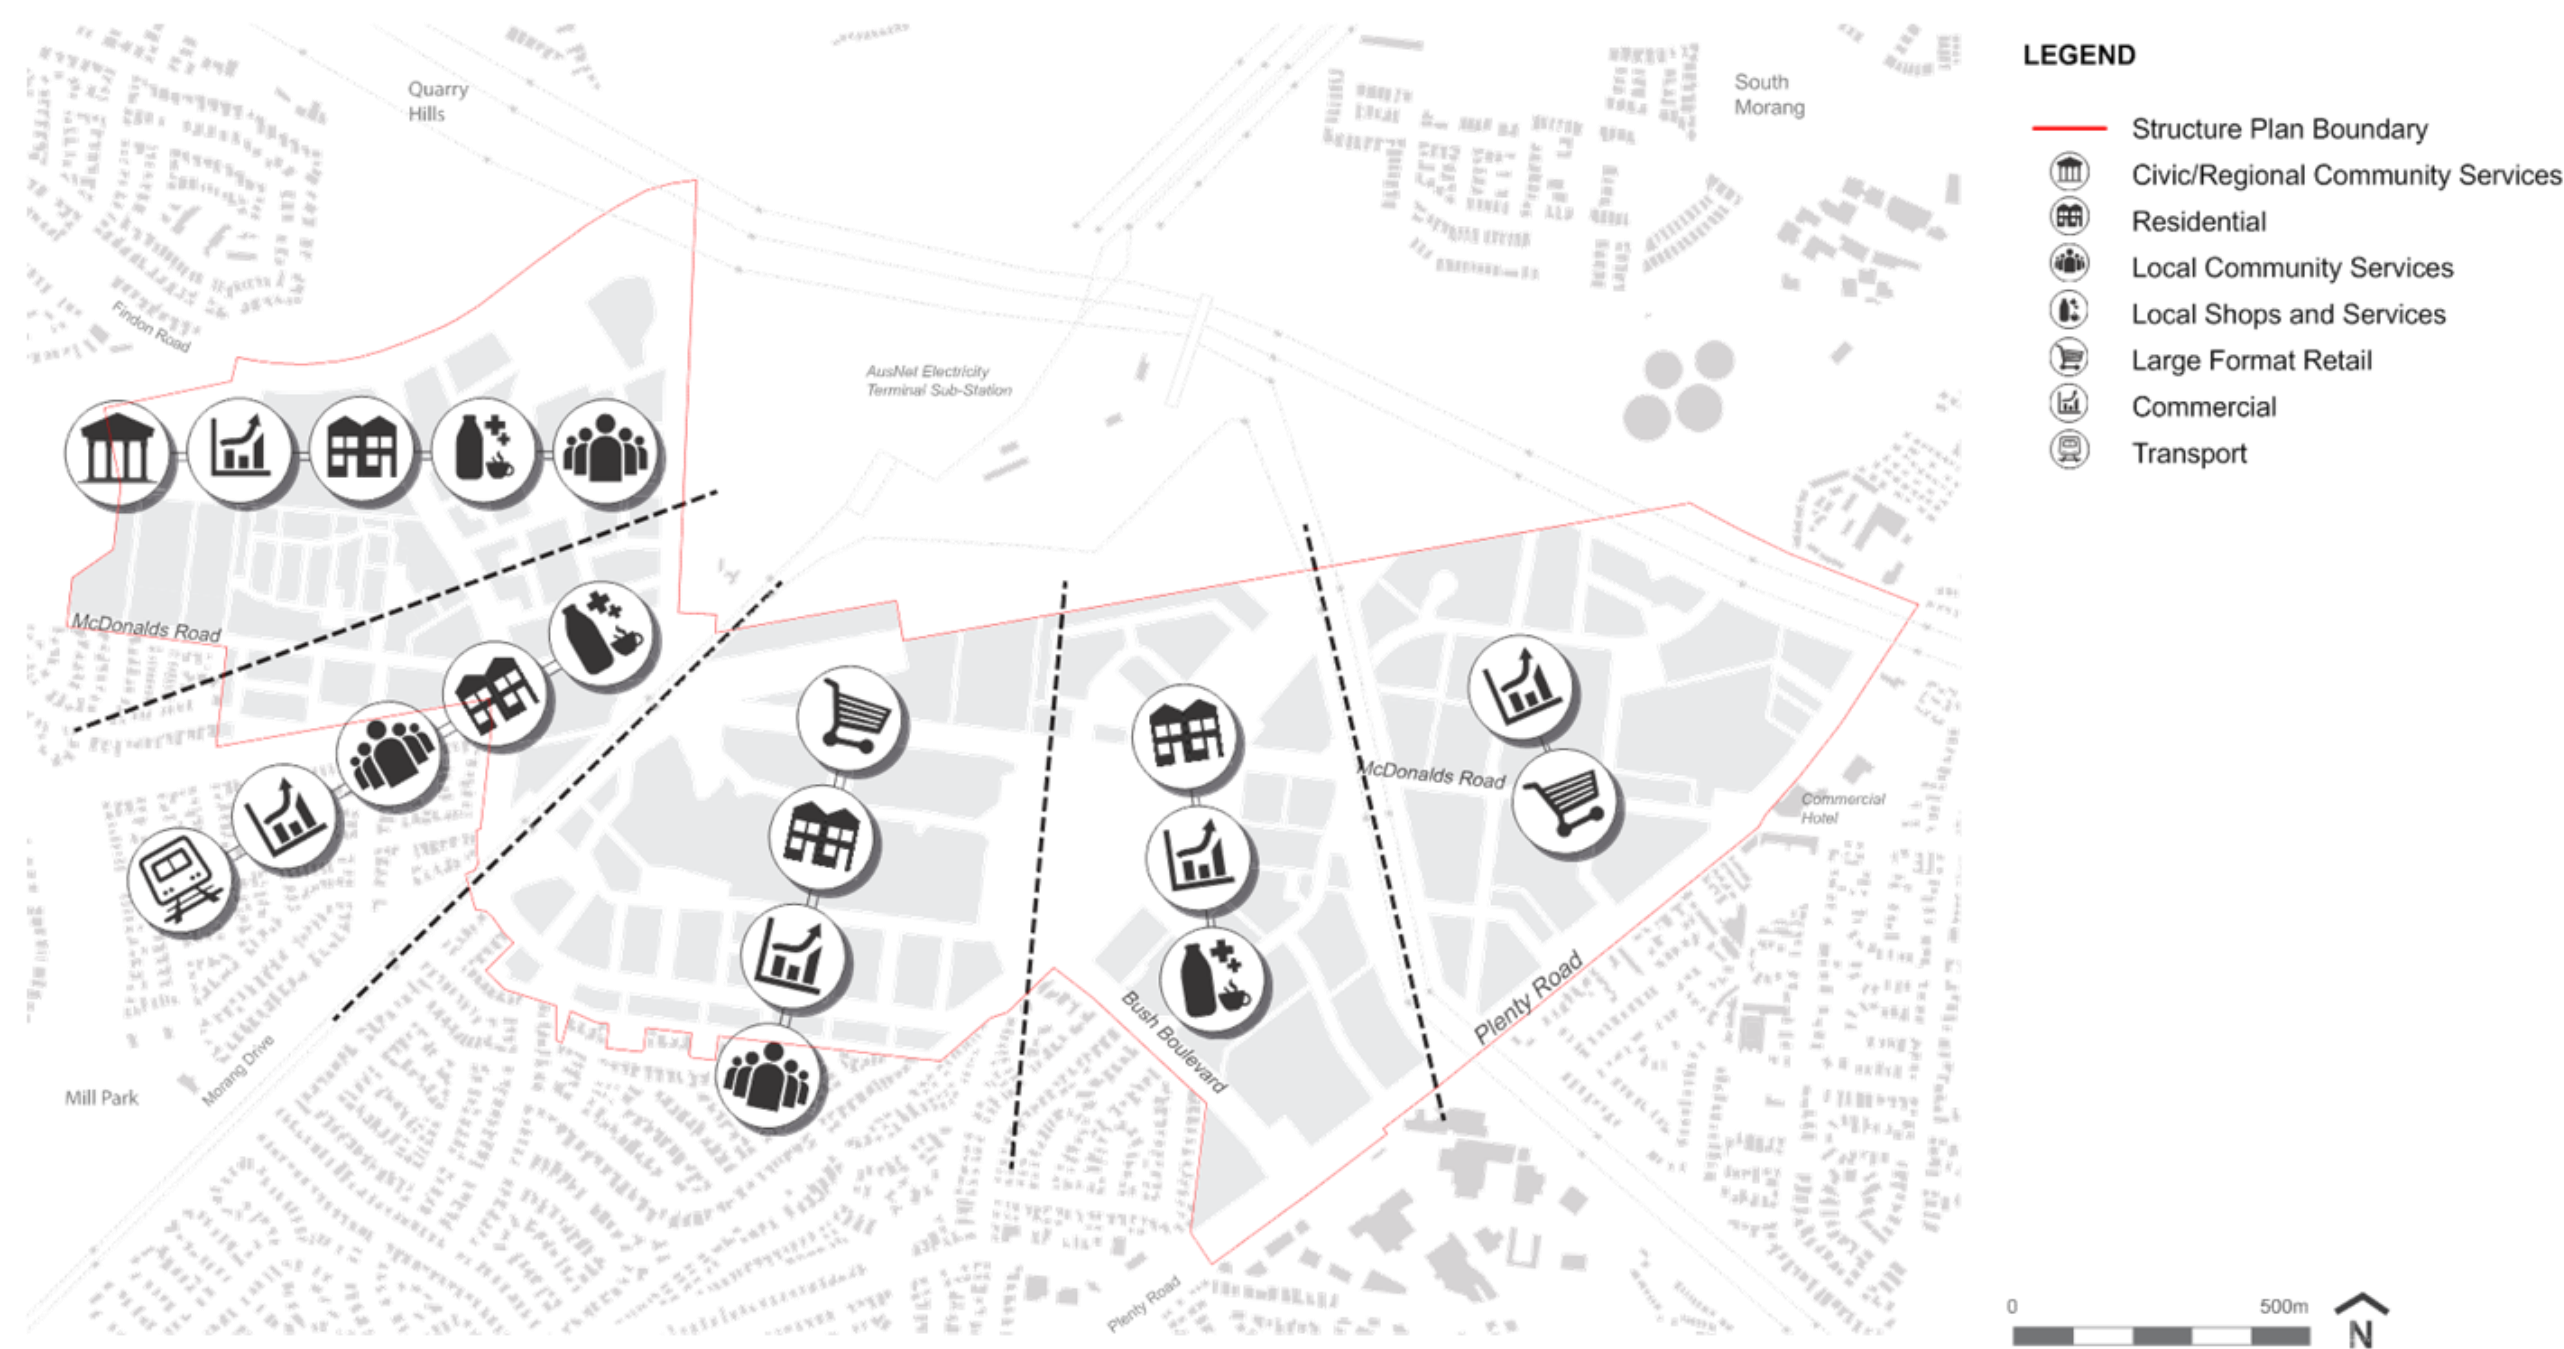 Quarry
Hills
South
Morang
Findon Road
AusNet Electricity
Terminal Sub-Station
McDonalds Road
McDonalds Road
Commercial
Hotel
Plenty Road
Bush Boulevard
Morang Drive
Mill Park
Plenty Road
LEGEND
Structure Plan Boundary
Civic/Regional Community Services
Residential
Local Community Services
Local Shops and Services
Large Format Retail
Commercial
Transport
0 500m
N